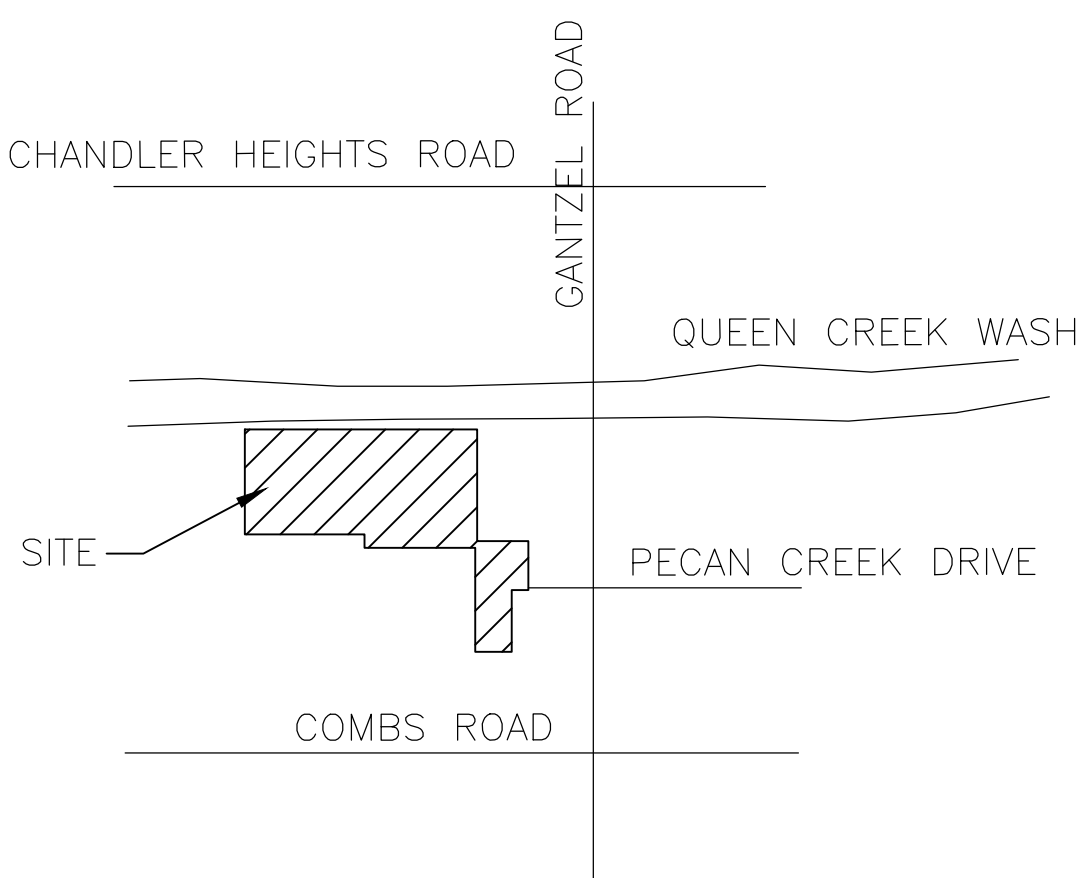 GANTZEL ROAD
CHANDLER HEIGHTS ROAD
QUEEN CREEK WASH
SITE
PECAN CREEK DRIVE
COMBS ROAD